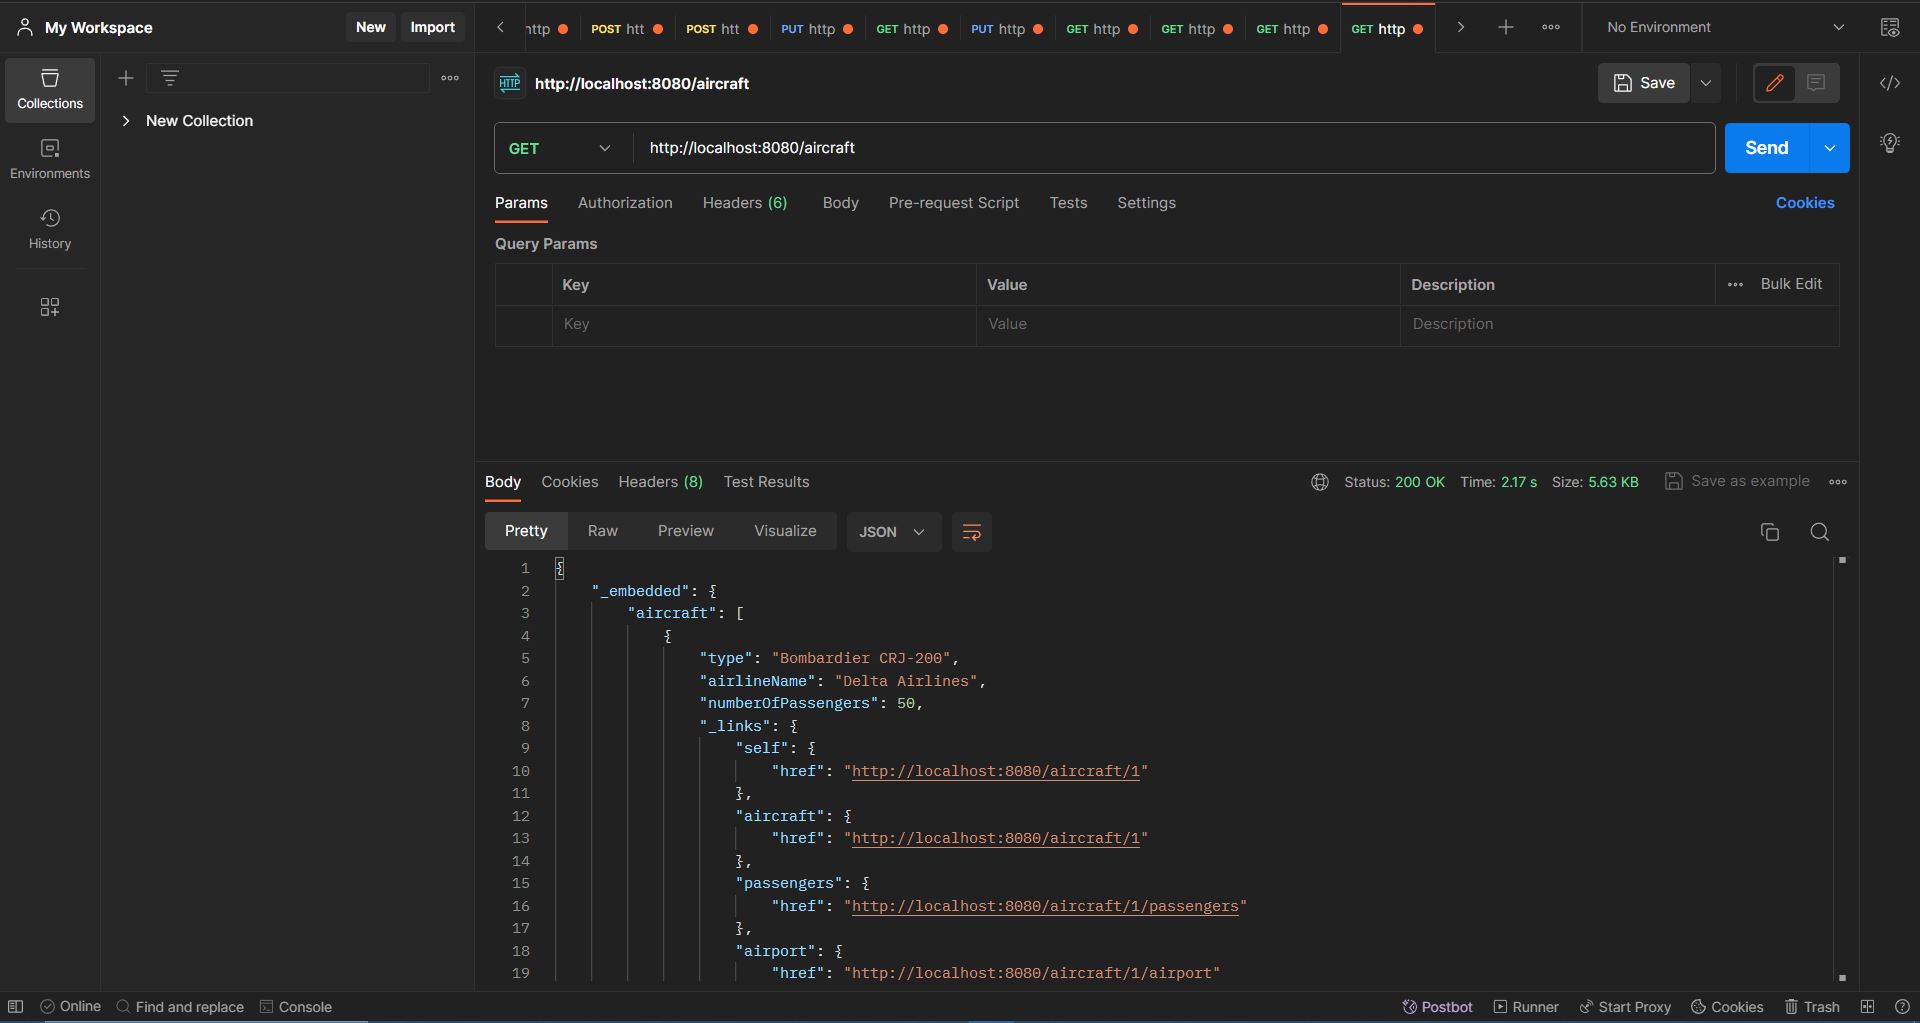 My Workspace
New
Import
http
POST htt
POST htt
PUT http
GET http
PUT http
GET http
GET http
GET http
GET http
No Environment
Collections
Environments
History
New Collection
HTTP
http://localhost:8080/aircraft
Save
GET
http://localhost:8080/aircraft
Send
Params
Authorization
Headers (6)
Body
Pre-request Script
Tests
Settings
Cookies
Query Params
Key
Value
Description
Bulk Edit
Key
Value
Description
Body
Cookies
Headers (8)
Test Results
Status: 200 OK
Time: 2.17 s
Size: 5.63 KB
Save as example
Pretty
Raw
Preview
Visualize
JSON
1 {
2 "_embedded": {
3 "aircraft": [
4 {
5 "type": "Bombardier CRJ-200",
6 "airlineName": "Delta Airlines",
7 "numberOfPassengers": 50,
8 "_links": {
9 "self": {
10 "href": "http://localhost:8080/aircraft/1"
11 },
12 "aircraft": {
13 "href": "http://localhost:8080/aircraft/1"
14 },
15 "passengers": {
16 "href": "http://localhost:8080/aircraft/1/passengers"
17 },
18 "airport": {
19 "href": "http://localhost:8080/aircraft/1/airport"
Online
Find and replace
Console
Postbot
Runner
Start Proxy
Cookies
Trash